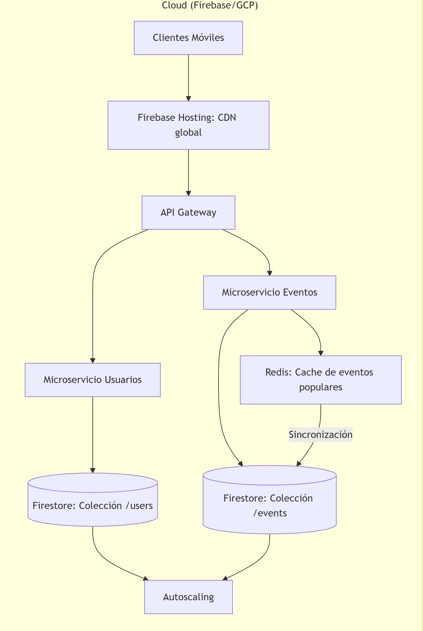 Cloud (Firebase/GCP)
Clientes Móviles
Firebase Hosting: CDN
global
API Gateway
Microservicio Eventos
Microservicio Usuarios
Redis: Cache de eventos
populares
Sincronización
Firestore: Colección /users
Firestore: Colección
/events
Autoscaling